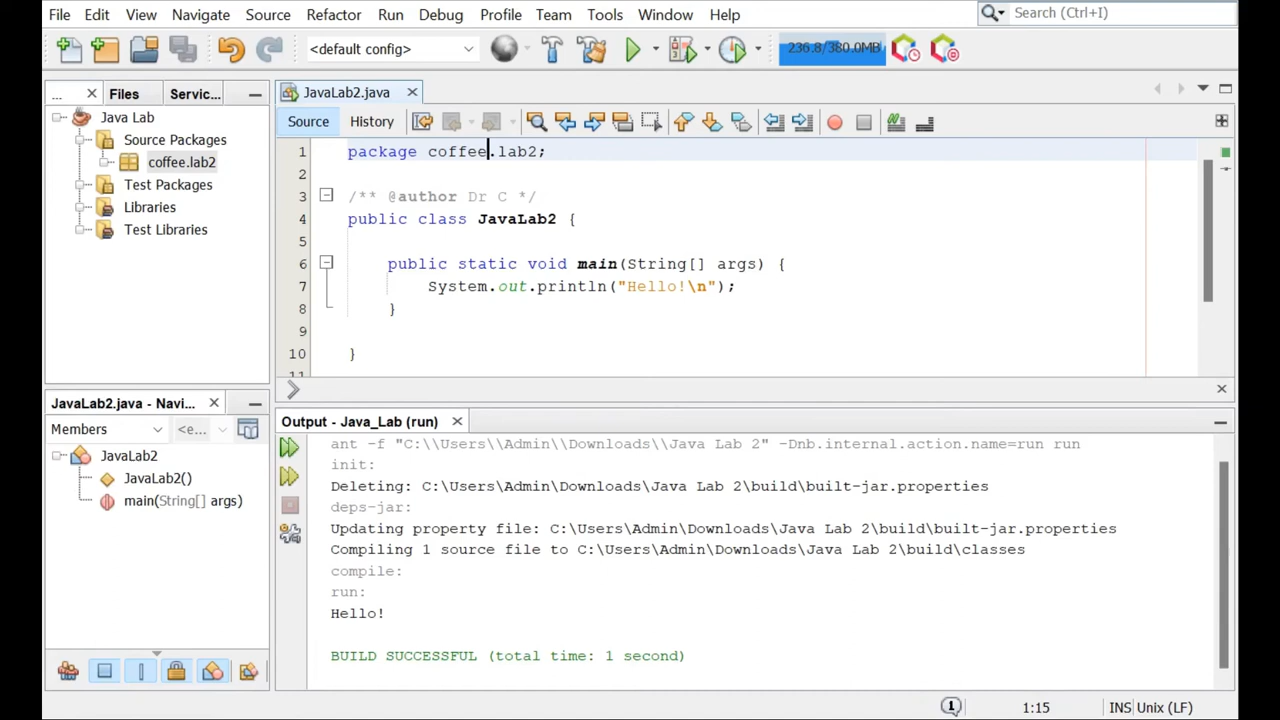 File Edit View Navigate Source Refactor Run Debug Profile Team Tools Window Help
Search (Ctrl+I)
<default config>
236.8/380.0MB
... Files Servic...
JavaLab2.java
Java Lab
Source Packages
coffee.lab2
Test Packages
Libraries
Test Libraries
Source History
1 package coffee.lab2;
2
3 /** @author Dr C */
4 public class JavaLab2 {
5
6 public static void main(String[] args) {
7 System.out.println("Hello!\n");
8 }
9
10 }
11
JavaLab2.java - Navi...
Members
<e...
JavaLab2
JavaLab2()
main(String[] args)
Output - Java_Lab (run)
ant -f "C:\\Users\\Admin\\Downloads\\Java Lab 2" -Dnb.internal.action.name=run run
init:
Deleting: C:\Users\Admin\Downloads\Java Lab 2\build\built-jar.properties
deps-jar:
Updating property file: C:\Users\Admin\Downloads\Java Lab 2\build\built-jar.properties
Compiling 1 source file to C:\Users\Admin\Downloads\Java Lab 2\build\classes
compile:
run:
Hello!
BUILD SUCCESSFUL (total time: 1 second)
1 1:15 INS Unix (LF)